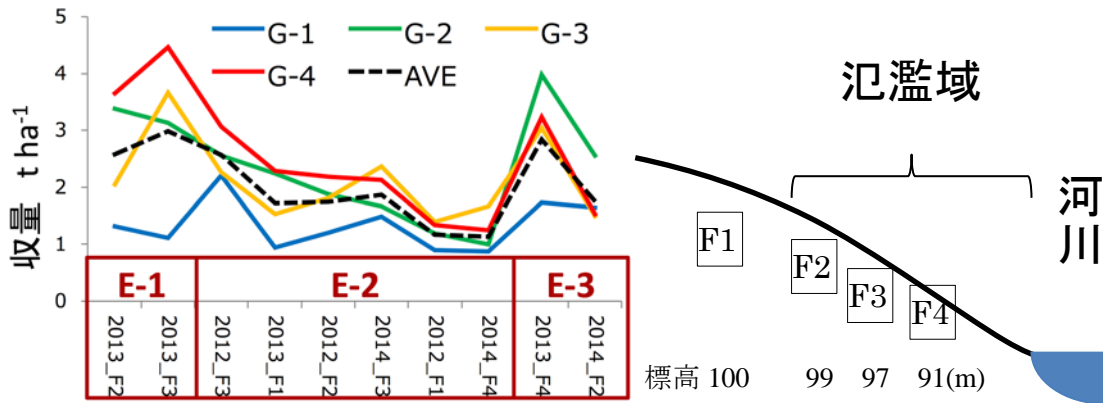 5
4
3
2
1
0
収量 t ha-1
G-1 G-2 G-3
G-4 AVE
E-1 E-2 E-3
2013_F2
2013_F3
2012_F3
2013_F1
2012_F2
2014_F3
2012_F1
2014_F4
2013_F4
2014_F2
氾濫域
河川
F1
F2
F3
F4
標高 100 99 97 91(m)